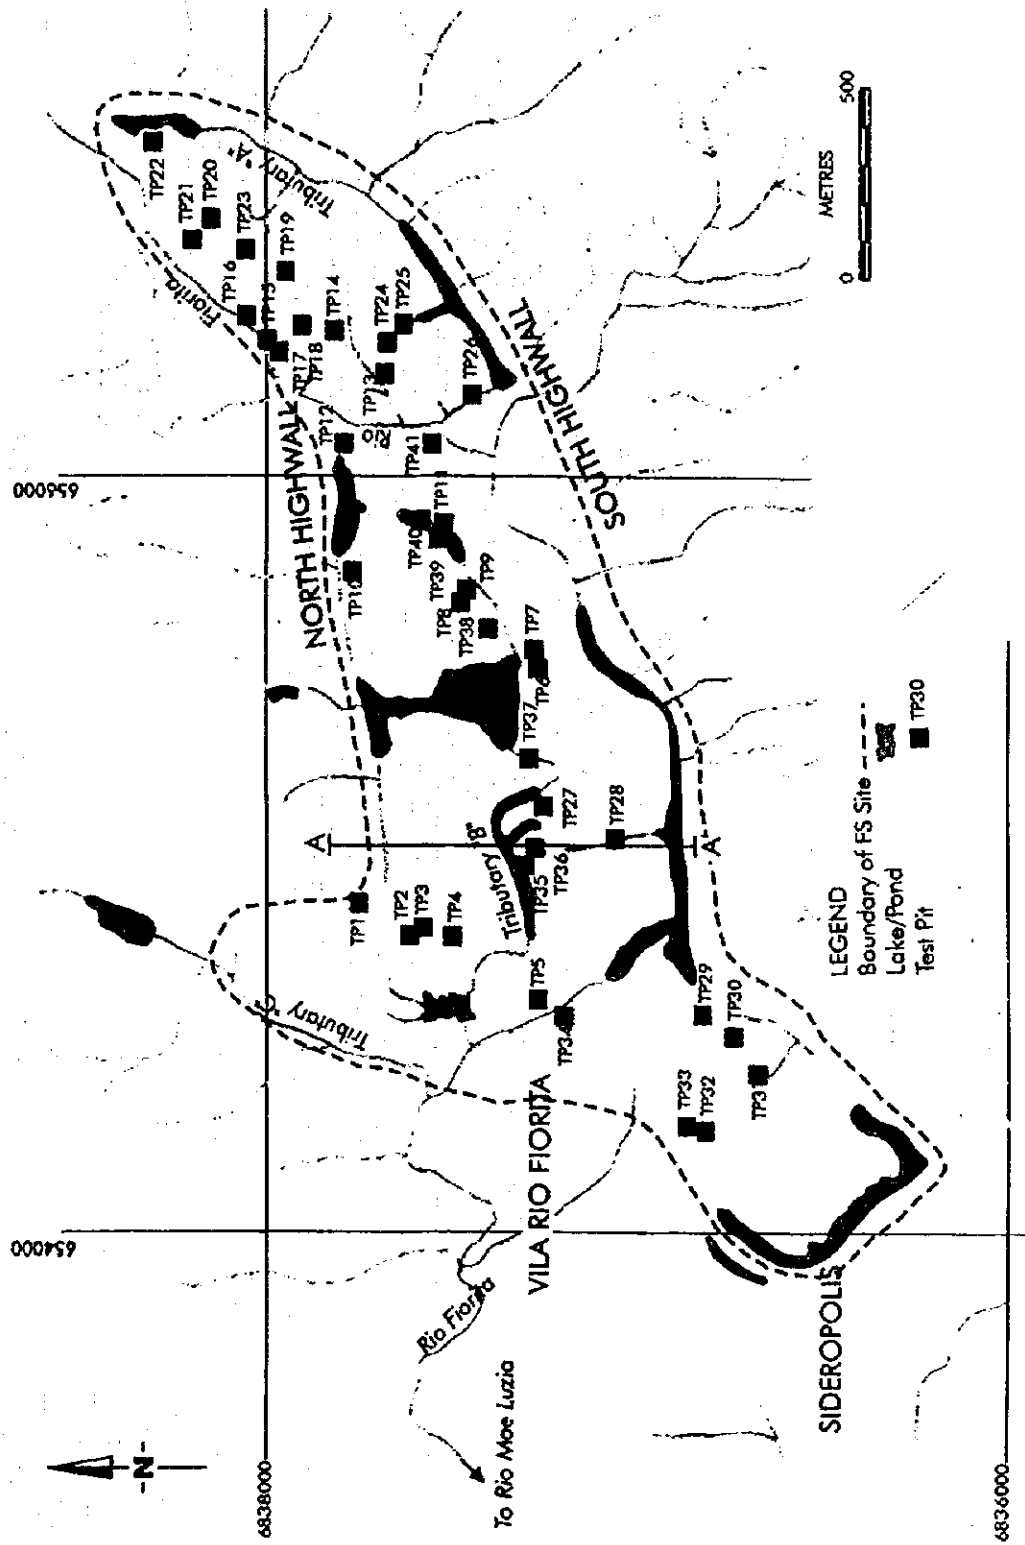 -N-
654000
656000
6838000
6836000
NORTH HIGHWALL
SOUTH HIGHWALL
Fiorita
Rio
Tributary "A"
Tributary "B"
Tributary "C"
Rio Fiorita
To Rio Mae Luzia
VILA RIO FIORITA
SIDEROPOLIS
A
A
TP1
TP2
TP3
TP4
TP5
TP6
TP7
TP8
TP9
TP10
TP11
TP12
TP13
TP14
TP15
TP16
TP17
TP18
TP19
TP20
TP21
TP22
TP23
TP24
TP25
TP26
TP27
TP28
TP29
TP30
TP31
TP32
TP33
TP34
TP35
TP36
TP37
TP38
TP39
TP40
TP41
LEGEND
Boundary of FS Site
Lake/Pond
Test Pit
TP30
METRES
0 500